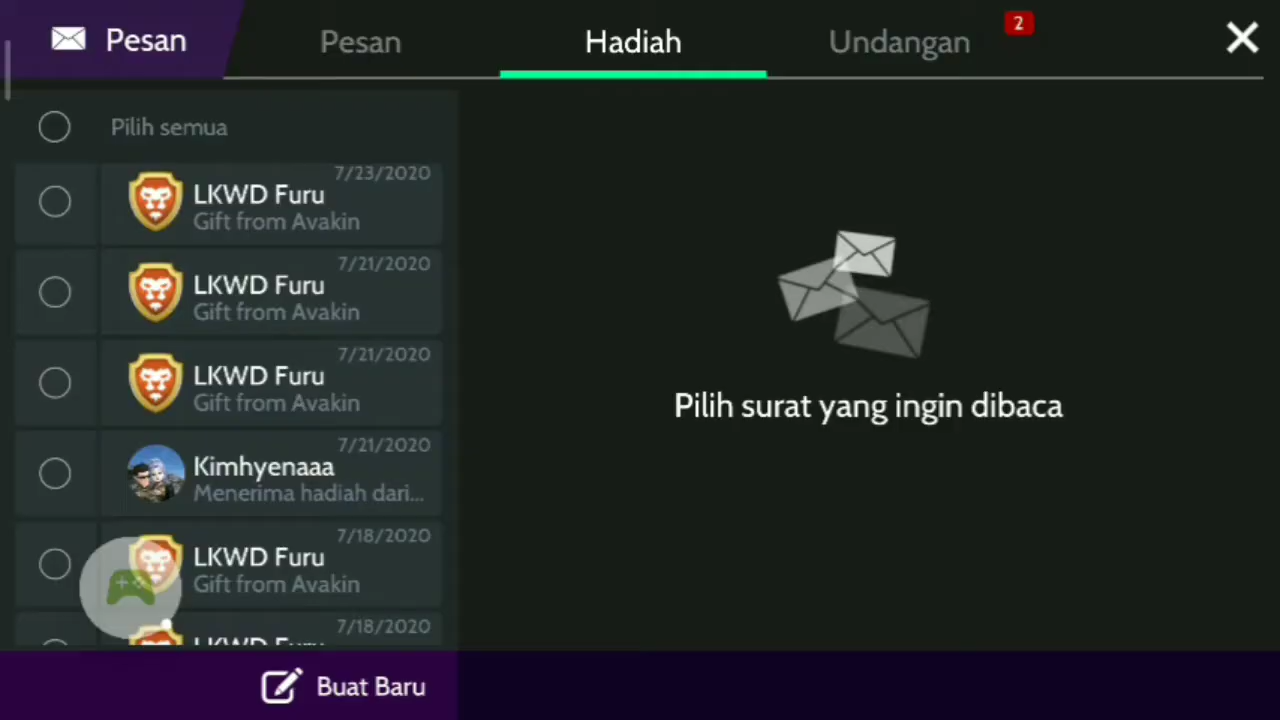 Pesan
Pesan
Hadiah
Undangan
2
Pilih semua
7/23/2020
LKWD Furu
Gift from Avakin
7/21/2020
LKWD Furu
Gift from Avakin
7/21/2020
LKWD Furu
Gift from Avakin
7/21/2020
Kimhyenaaa
Menerima hadiah dari...
7/18/2020
LKWD Furu
Gift from Avakin
7/18/2020
LKWD Furu
Pilih surat yang ingin dibaca
Buat Baru